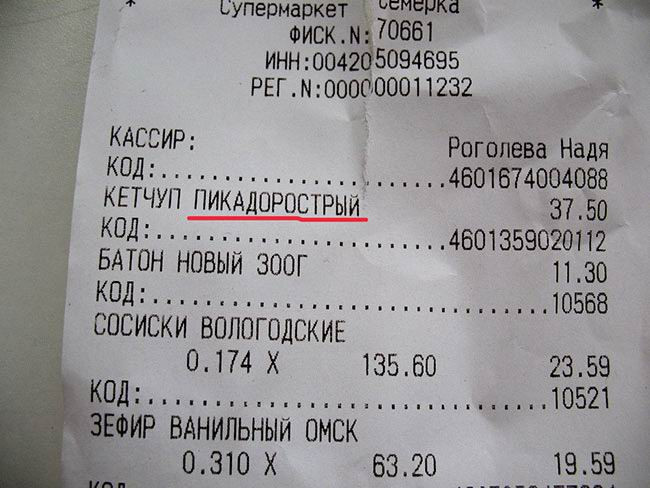 * Супермаркет Семерка *
ФИСК.N:70661
ИНН:004205094695
РЕГ.N:000000011232
КАССИР: Роголева Надя
КОД:........................4601674004088
КЕТЧУП ПИКАДОРОСТРЫЙ 37.50
КОД:........................4601359020112
БАТОН НОВЫЙ 300Г 11.30
КОД:................................10568
СОСИСКИ ВОЛОГОДСКИЕ
0.174 X 135.60 23.59
КОД:................................10521
ЗЕФИР ВАНИЛЬНЫЙ ОМСК
0.310 X 63.20 19.59